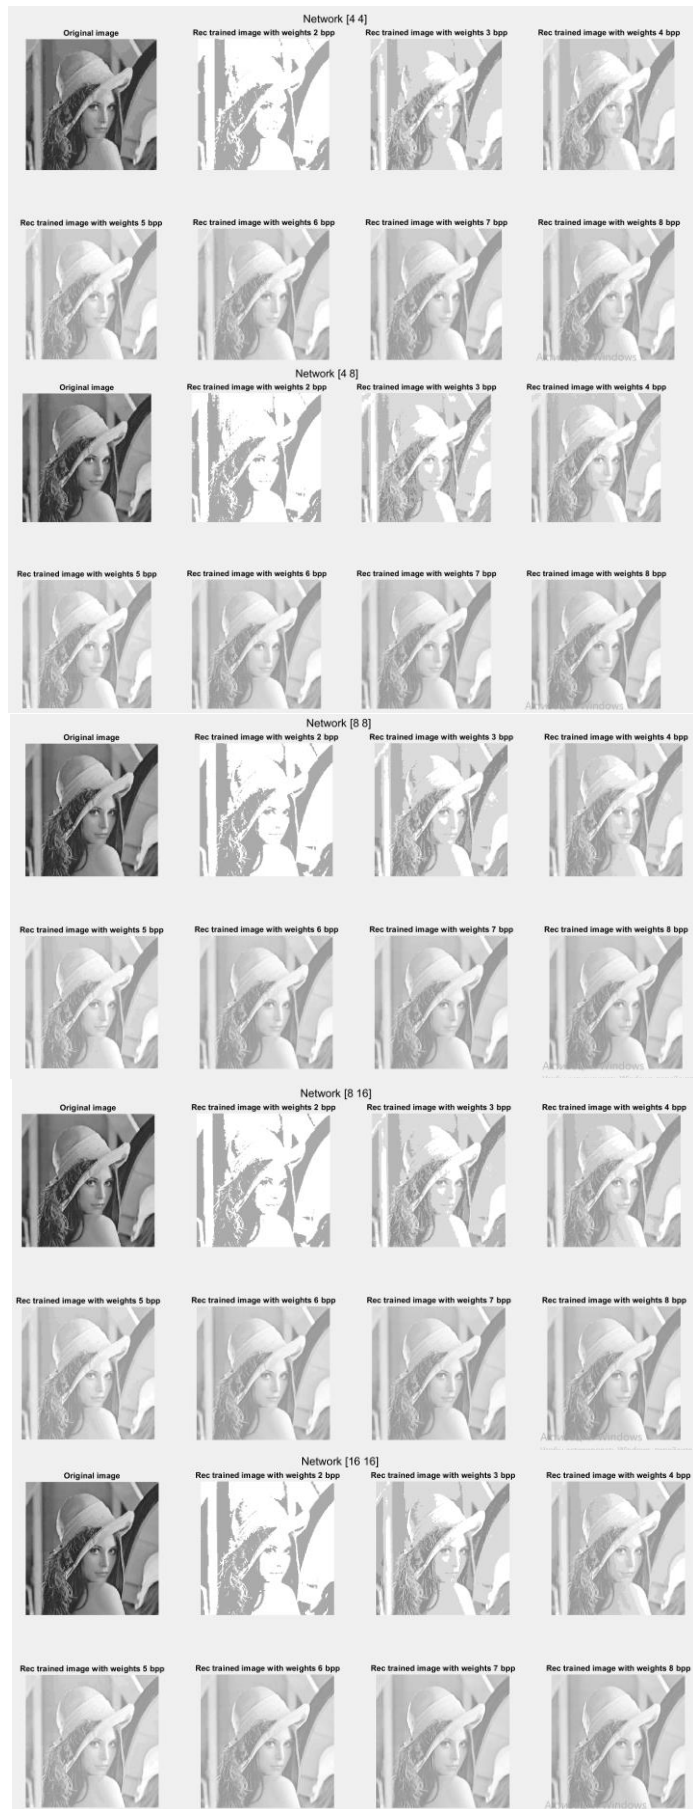 Network [4 4]
Original image Rec trained image with weights 2 bpp Rec trained image with weights 3 bpp Rec trained image with weights 4 bpp
Rec trained image with weights 5 bpp Rec trained image with weights 6 bpp Rec trained image with weights 7 bpp Rec trained image with weights 8 bpp
Windows
Network [4 8]
Original image Rec trained image with weights 2 bpp Rec trained image with weights 3 bpp Rec trained image with weights 4 bpp
Rec trained image with weights 5 bpp Rec trained image with weights 6 bpp Rec trained image with weights 7 bpp Rec trained image with weights 8 bpp
Windows
Network [8 8]
Original image Rec trained image with weights 2 bpp Rec trained image with weights 3 bpp Rec trained image with weights 4 bpp
Rec trained image with weights 5 bpp Rec trained image with weights 6 bpp Rec trained image with weights 7 bpp Rec trained image with weights 8 bpp
Windows
Network [8 16]
Original image Rec trained image with weights 2 bpp Rec trained image with weights 3 bpp Rec trained image with weights 4 bpp
Rec trained image with weights 5 bpp Rec trained image with weights 6 bpp Rec trained image with weights 7 bpp Rec trained image with weights 8 bpp
Windows
Network [16 16]
Original image Rec trained image with weights 2 bpp Rec trained image with weights 3 bpp Rec trained image with weights 4 bpp
Rec trained image with weights 5 bpp Rec trained image with weights 6 bpp Rec trained image with weights 7 bpp Rec trained image with weights 8 bpp